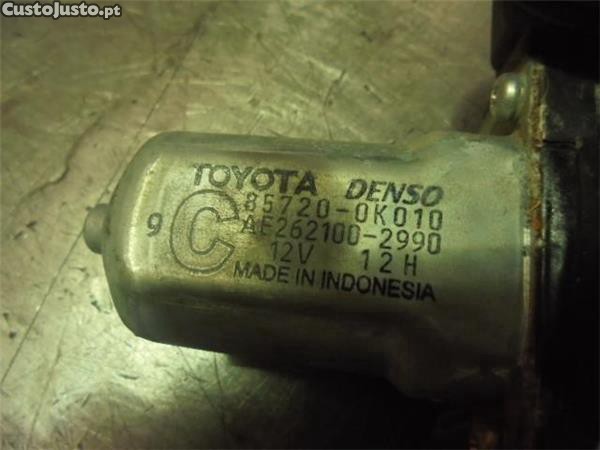 CustoJusto.pt
TOYOTA DENSO
85720-0K010
9 C AE262100-2990
12V 12H
MADE IN INDONESIA